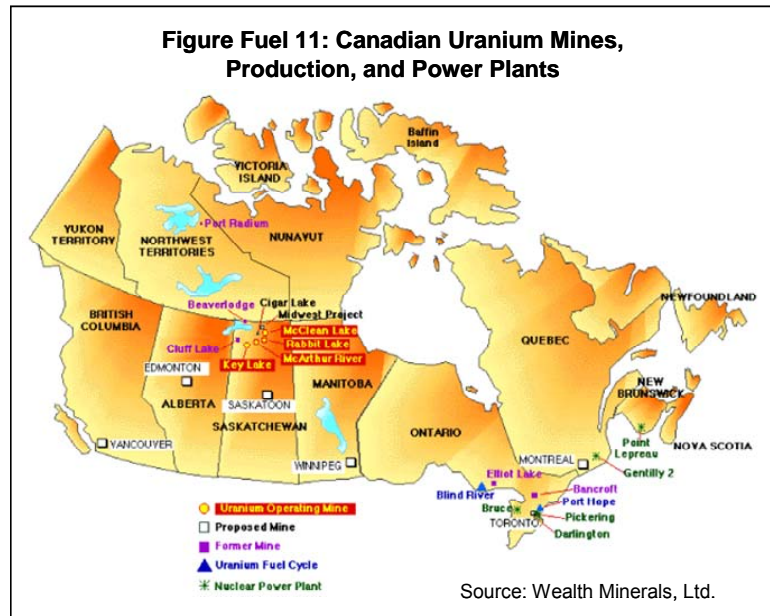 Figure Fuel 11: Canadian Uranium Mines,
Production, and Power Plants
Baffin
Island
VICTORIA
ISLAND
Port Radium
YUKON
TERRITORY
NORTHWEST
TERRITORIES
NUNAVUT
BRITISH
COLUMBIA
Beaverlodge
Cigar Lake
Midwest Project
McClean Lake
Rabbit Lake
McArthur River
Cluff Lake
Key Lake
NEWFOUNDLAND
QUEBEC
EDMONTON
ALBERTA
SASKATOON
SASKATCHEWAN
MANITOBA
NEW
BRUNSWICK
ONTARIO
VANCOUVER
WINNIPEG
MONTREAL
Point
Lepreau
NOVA SCOTIA
Gentilly 2
Elliot Lake
Blind River
Bancroft
Port Hope
Bruce
TORONTO
Pickering
Darlington
Uranium Operating Mine
Proposed Mine
Former Mine
Uranium Fuel Cycle
Nuclear Power Plant
Source: Wealth Minerals, Ltd.